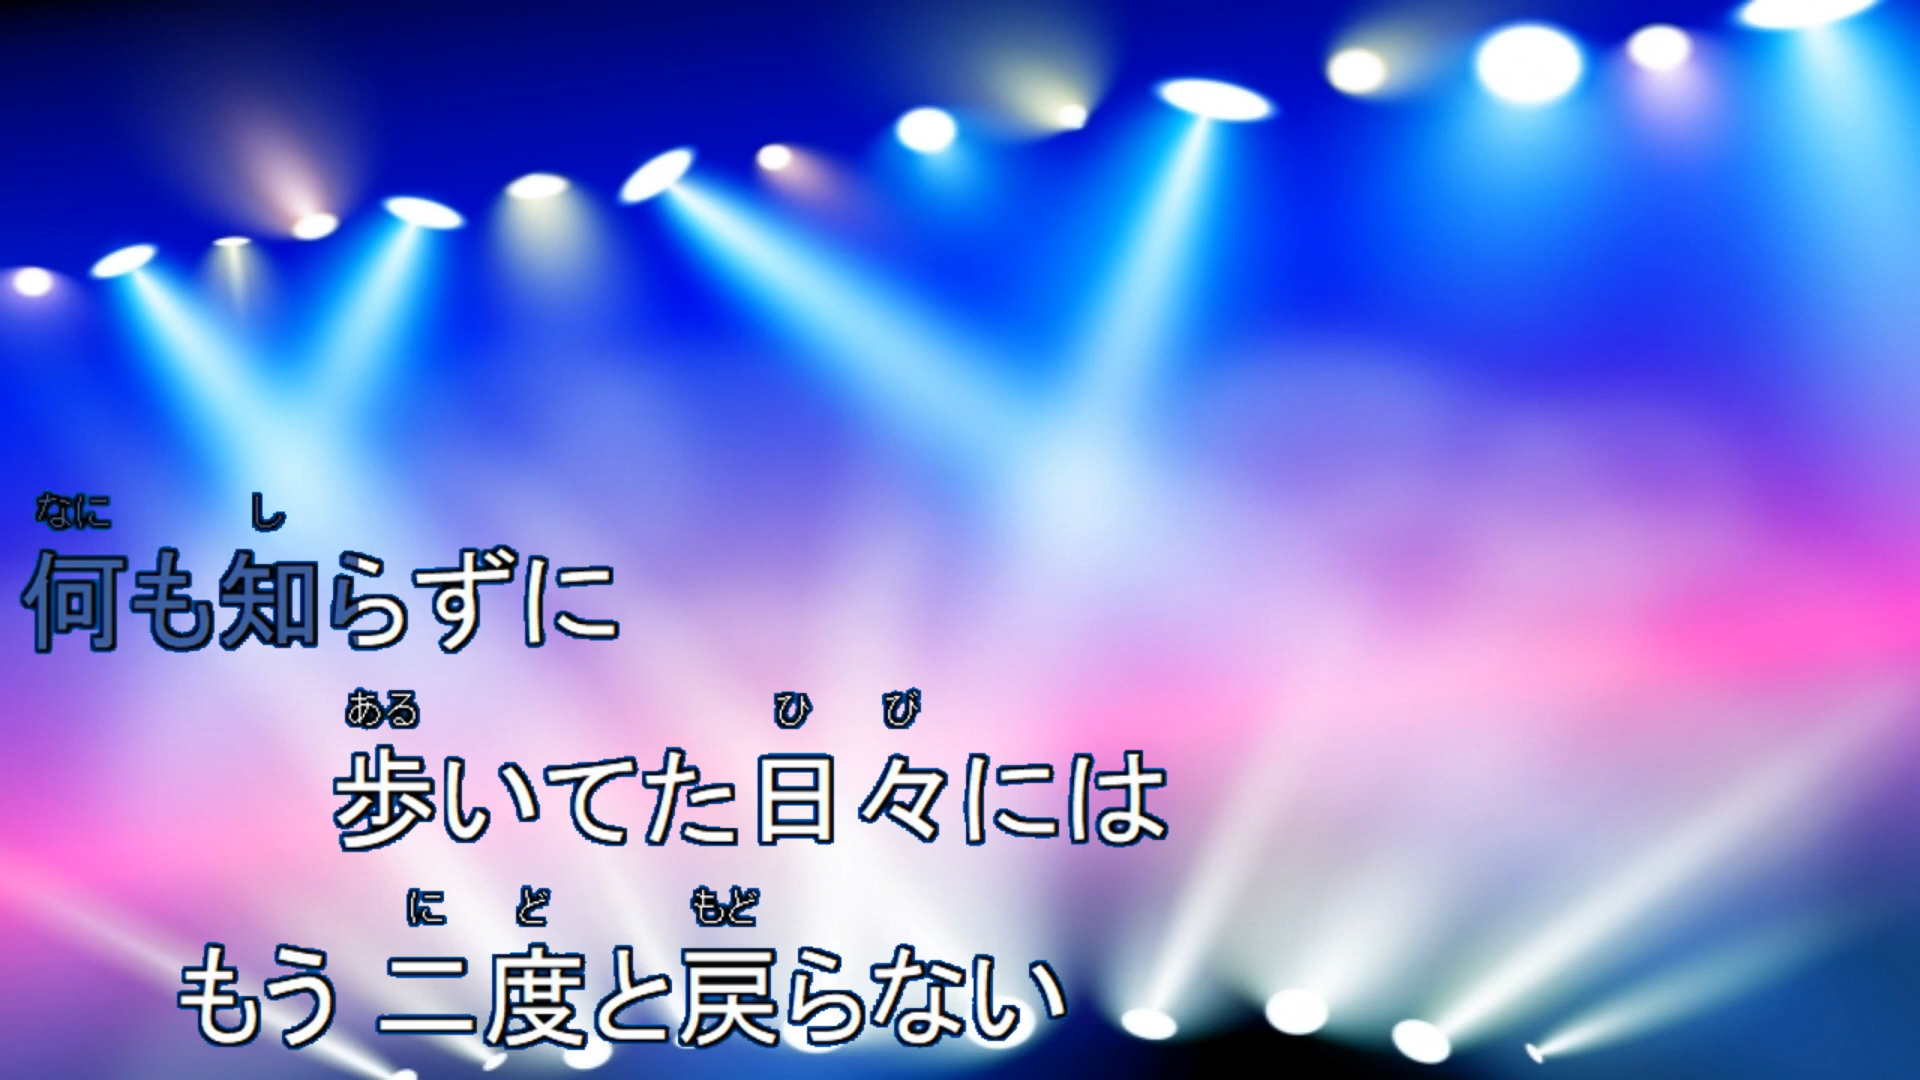 なに し
何も知らずに
ある ひ び
歩いてた日々には
に ど もど
もう二度と戻らない